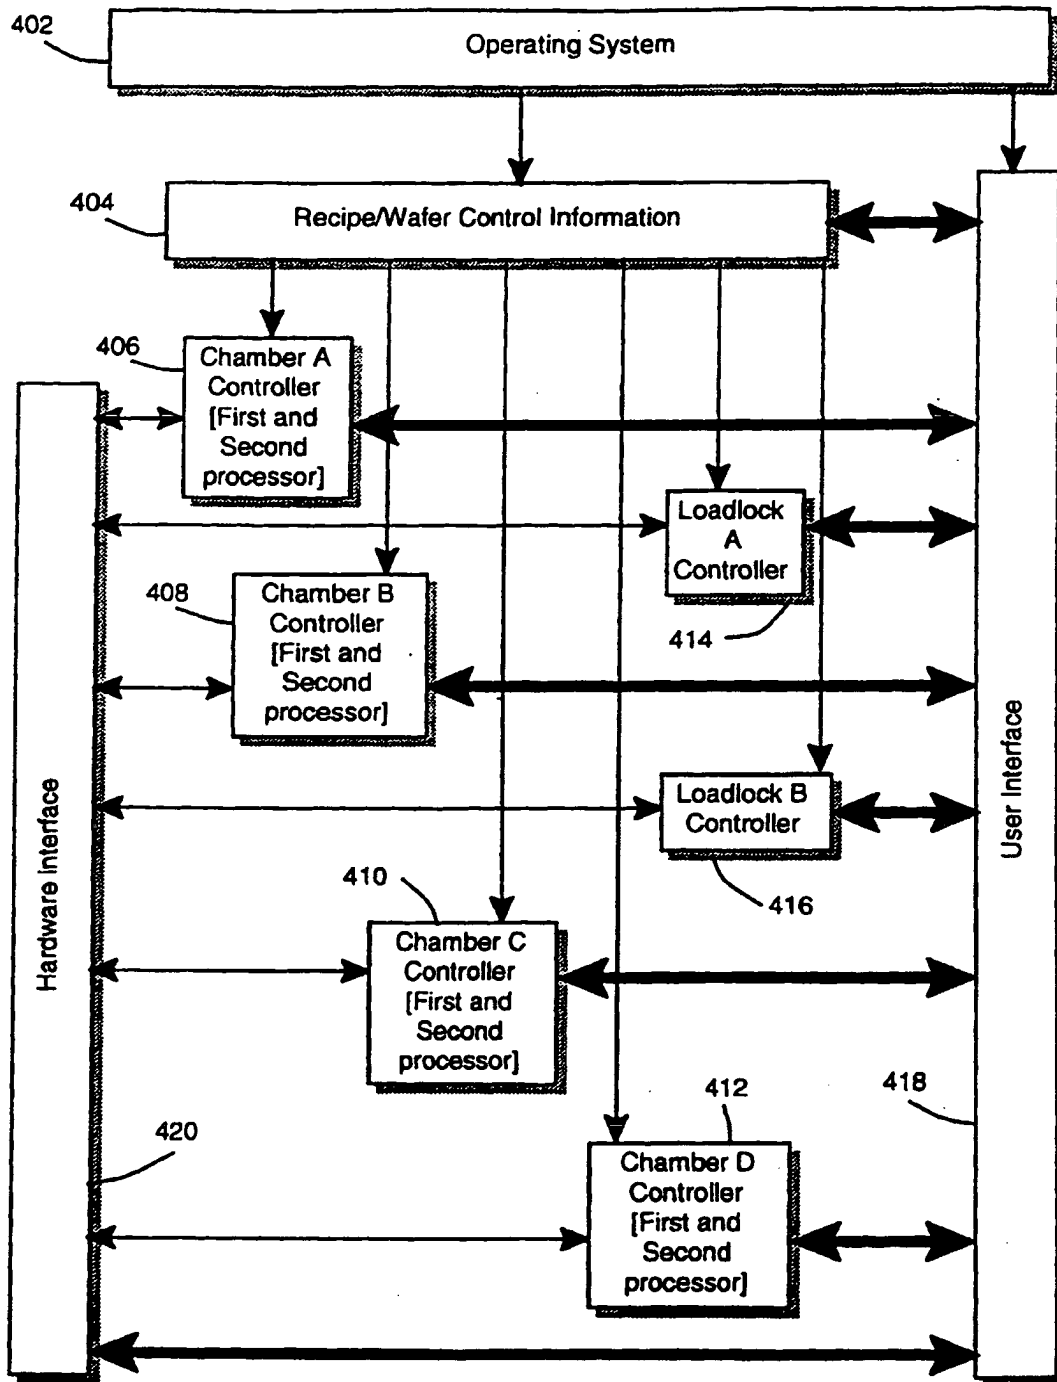 402
Operating System
404
Recipe/Wafer Control Information
406
Chamber A
Controller
[First and
Second
processor]
Loadlock
A
Controller
414
408
Chamber B
Controller
[First and
Second
processor]
Hardware Interface
User Interface
Loadlock B
Controller
416
410
Chamber C
Controller
[First and
Second
processor]
418
412
420
Chamber D
Controller
[First and
Second
processor]